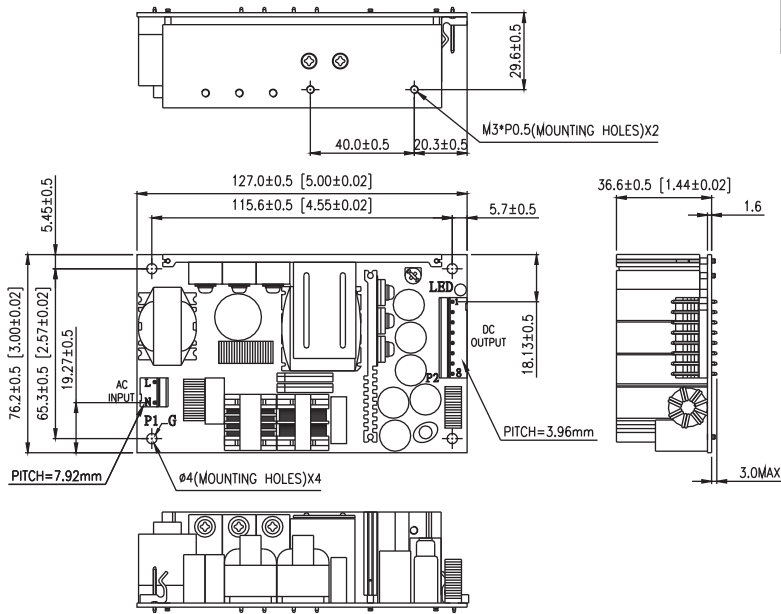 29.6±0.5
M3*P0.5(MOUNTING HOLES)X2
40.0±0.5
20.3±0.5
127.0±0.5 [5.00±0.02]
115.6±0.5 [4.55±0.02]
5.7±0.5
5.45±0.5
36.6±0.5 [1.44±0.02]
1.6
76.2±0.5 [3.00±0.02]
65.3±0.5 [2.57±0.02]
19.27±0.5
LED
1
DC
OUTPUT
18.13±0.5
P2
8
AC
INPUT
L
N
P1
G
PITCH=3.96mm
PITCH=7.92mm
ø4(MOUNTING HOLES)X4
3.0MAX